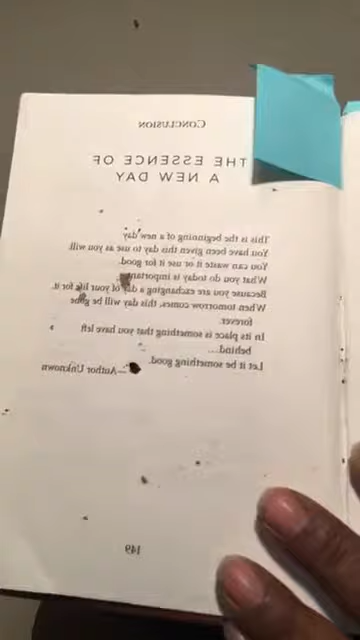 CONCLUSION
THE ESSENCE OF
A NEW DAY
This is the beginning of a new day
You have been given this day to use as you will.
You can waste it or use it for good.
What you do today is important
Because you are exchanging a day of your life for it.
When tomorrow comes, this day will be gone
forever.
In its place is something that you have left
behind...
Let it be something good.
—Author Unknown
149